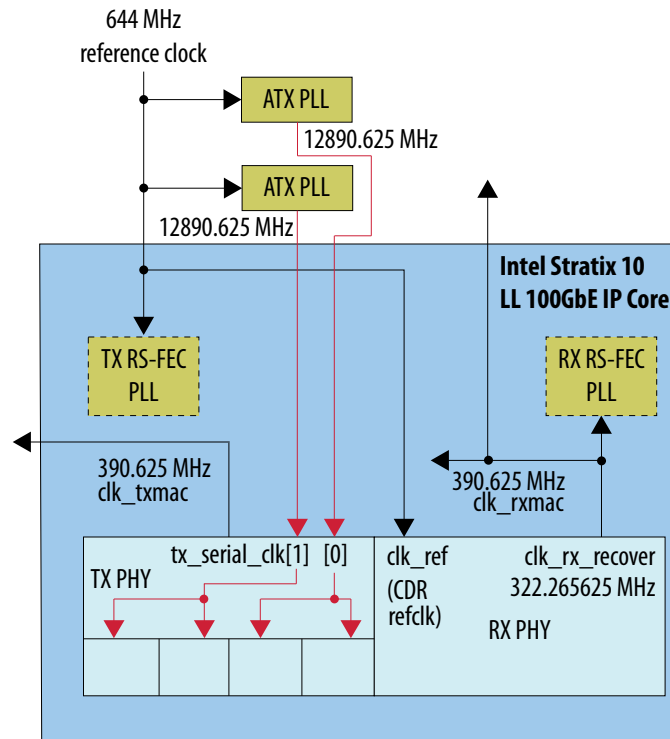 644 MHz
reference clock
ATX PLL
12890.625 MHz
ATX PLL
12890.625 MHz
Intel Stratix 10
LL 100GbE IP Core
TX RS-FEC
PLL
RX RS-FEC
PLL
390.625 MHz
clk_txmac
390.625 MHz
clk_rxmac
tx_serial_clk[1] [0]
TX PHY
clk_ref
(CDR
refclk)
clk_rx_recover
322.265625 MHz
RX PHY